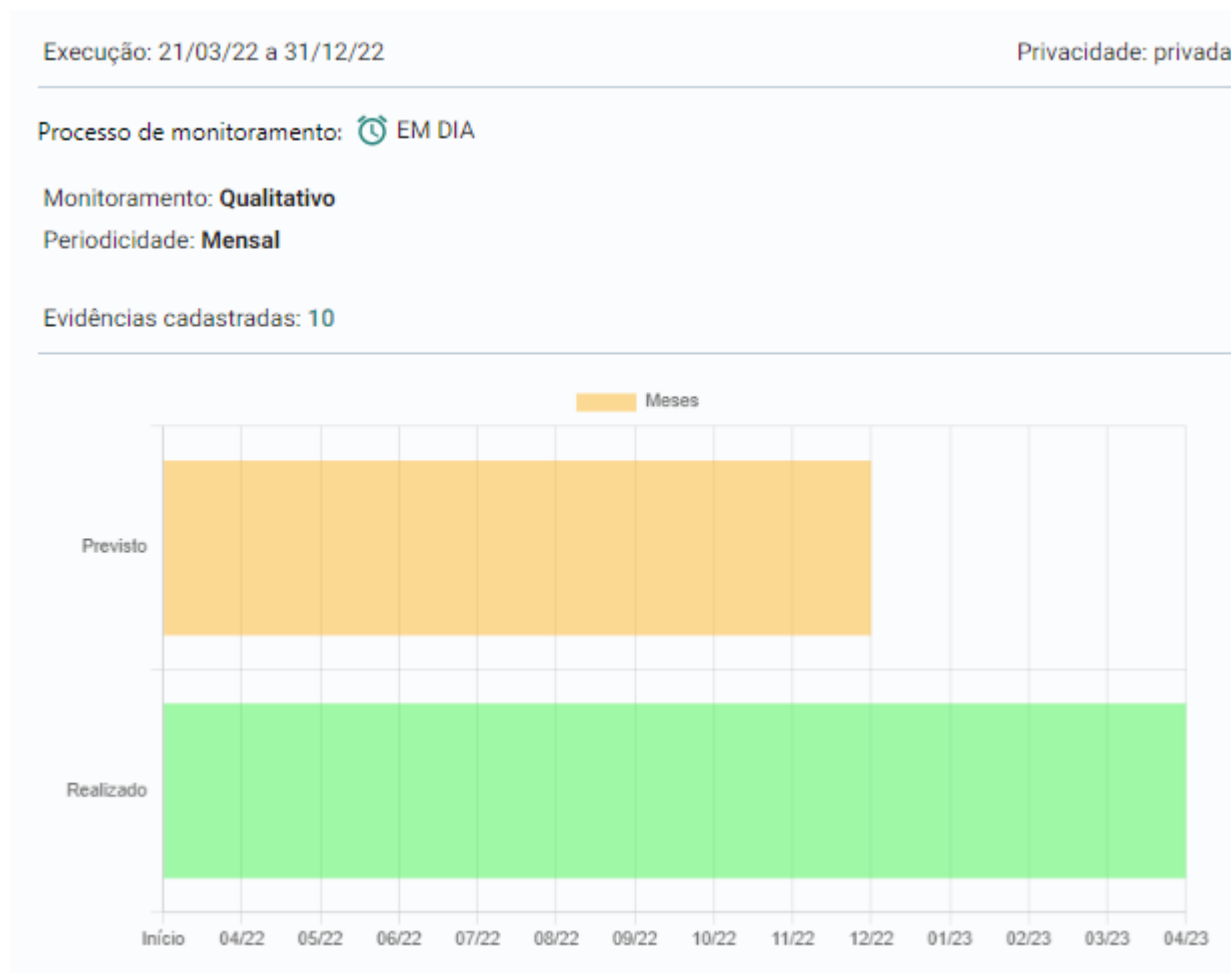 Execução: 21/03/22 a 31/12/22 Privacidade: privada
Processo de monitoramento: EM DIA
Monitoramento: Qualitativo
Periodicidade: Mensal
Evidências cadastradas: 10
Meses
Previsto
Realizado
Início 04/22 05/22 06/22 07/22 08/22 09/22 10/22 11/22 12/22 01/23 02/23 03/23 04/23